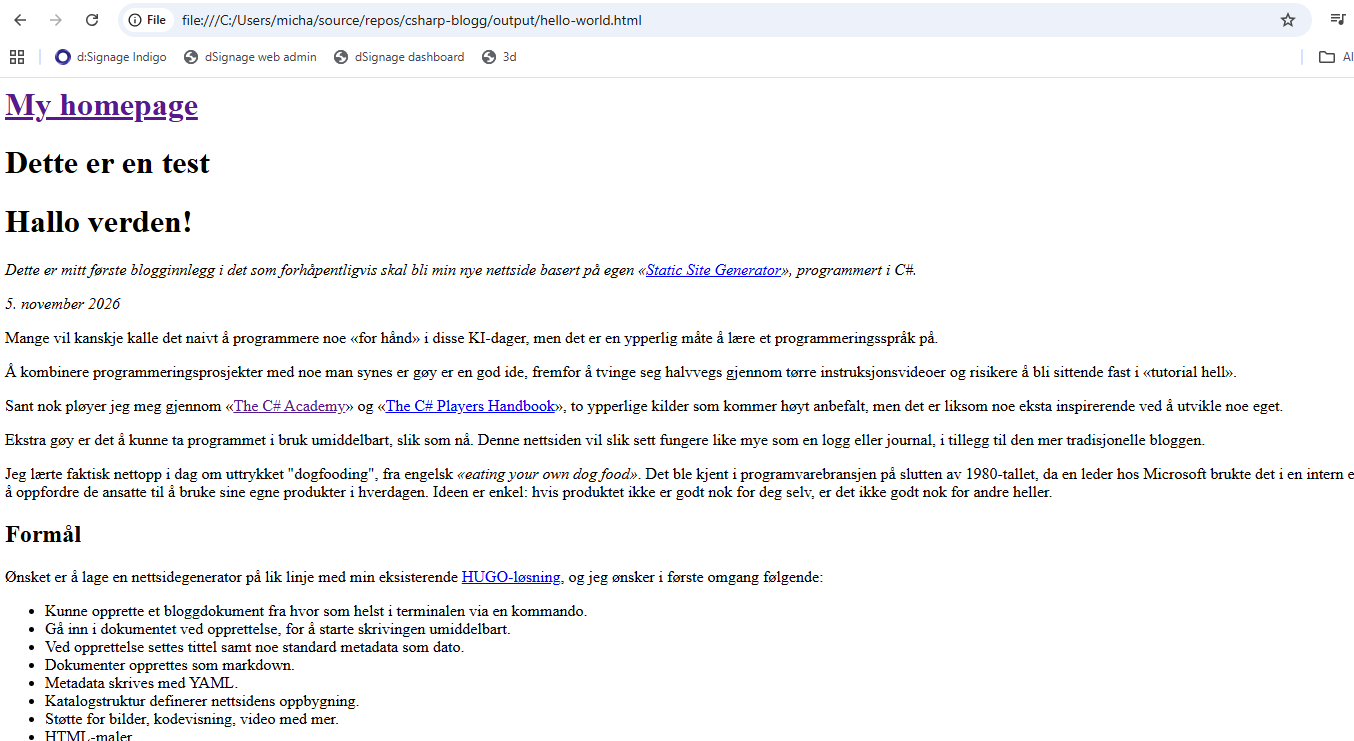 File file:///C:/Users/micha/source/repos/csharp-blogg/output/hello-world.html
d:Signage Indigo dSignage web admin dSignage dashboard 3d Al
My homepage
Dette er en test
Hallo verden!
Dette er mitt første blogginnlegg i det som forhåpentligvis skal bli min nye nettside basert på egen «Static Site Generator», programmert i C#.
5. november 2026
Mange vil kanskje kalle det naivt å programmere noe «for hånd» i disse KI-dager, men det er en ypperlig måte å lære et programmeringsspråk på.
Å kombinere programmeringsprosjekter med noe man synes er gøy er en god ide, fremfor å tvinge seg halvvegs gjennom tørre instruksjonsvideoer og risikere å bli sittende fast i «tutorial hell».
Sant nok pløyer jeg meg gjennom «The C# Academy» og «The C# Players Handbook», to ypperlige kilder som kommer høyt anbefalt, men det er liksom noe eksta inspirerende ved å utvikle noe eget.
Ekstra gøy er det å kunne ta programmet i bruk umiddelbart, slik som nå. Denne nettsiden vil slik sett fungere like mye som en logg eller journal, i tillegg til den mer tradisjonelle bloggen.
Jeg lærte faktisk nettopp i dag om uttrykket "dogfooding", fra engelsk «eating your own dog food». Det ble kjent i programvarebransjen på slutten av 1980-tallet, da en leder hos Microsoft brukte det i en intern e
å oppfordre de ansatte til å bruke sine egne produkter i hverdagen. Ideen er enkel: hvis produktet ikke er godt nok for deg selv, er det ikke godt nok for andre heller.
Formål
Ønsket er å lage en nettsidegenerator på lik linje med min eksisterende HUGO-løsning, og jeg ønsker i første omgang følgende:
• Kunne opprette et bloggdokument fra hvor som helst i terminalen via en kommando.
• Gå inn i dokumentet ved opprettelse, for å starte skrivingen umiddelbart.
• Ved opprettelse settes tittel samt noe standard metadata som dato.
• Dokumenter opprettes som markdown.
• Metadata skrives med YAML.
• Katalogstruktur definerer nettsidens oppbygning.
• Støtte for bilder, kodevisning, video med mer.
• HTML-maler